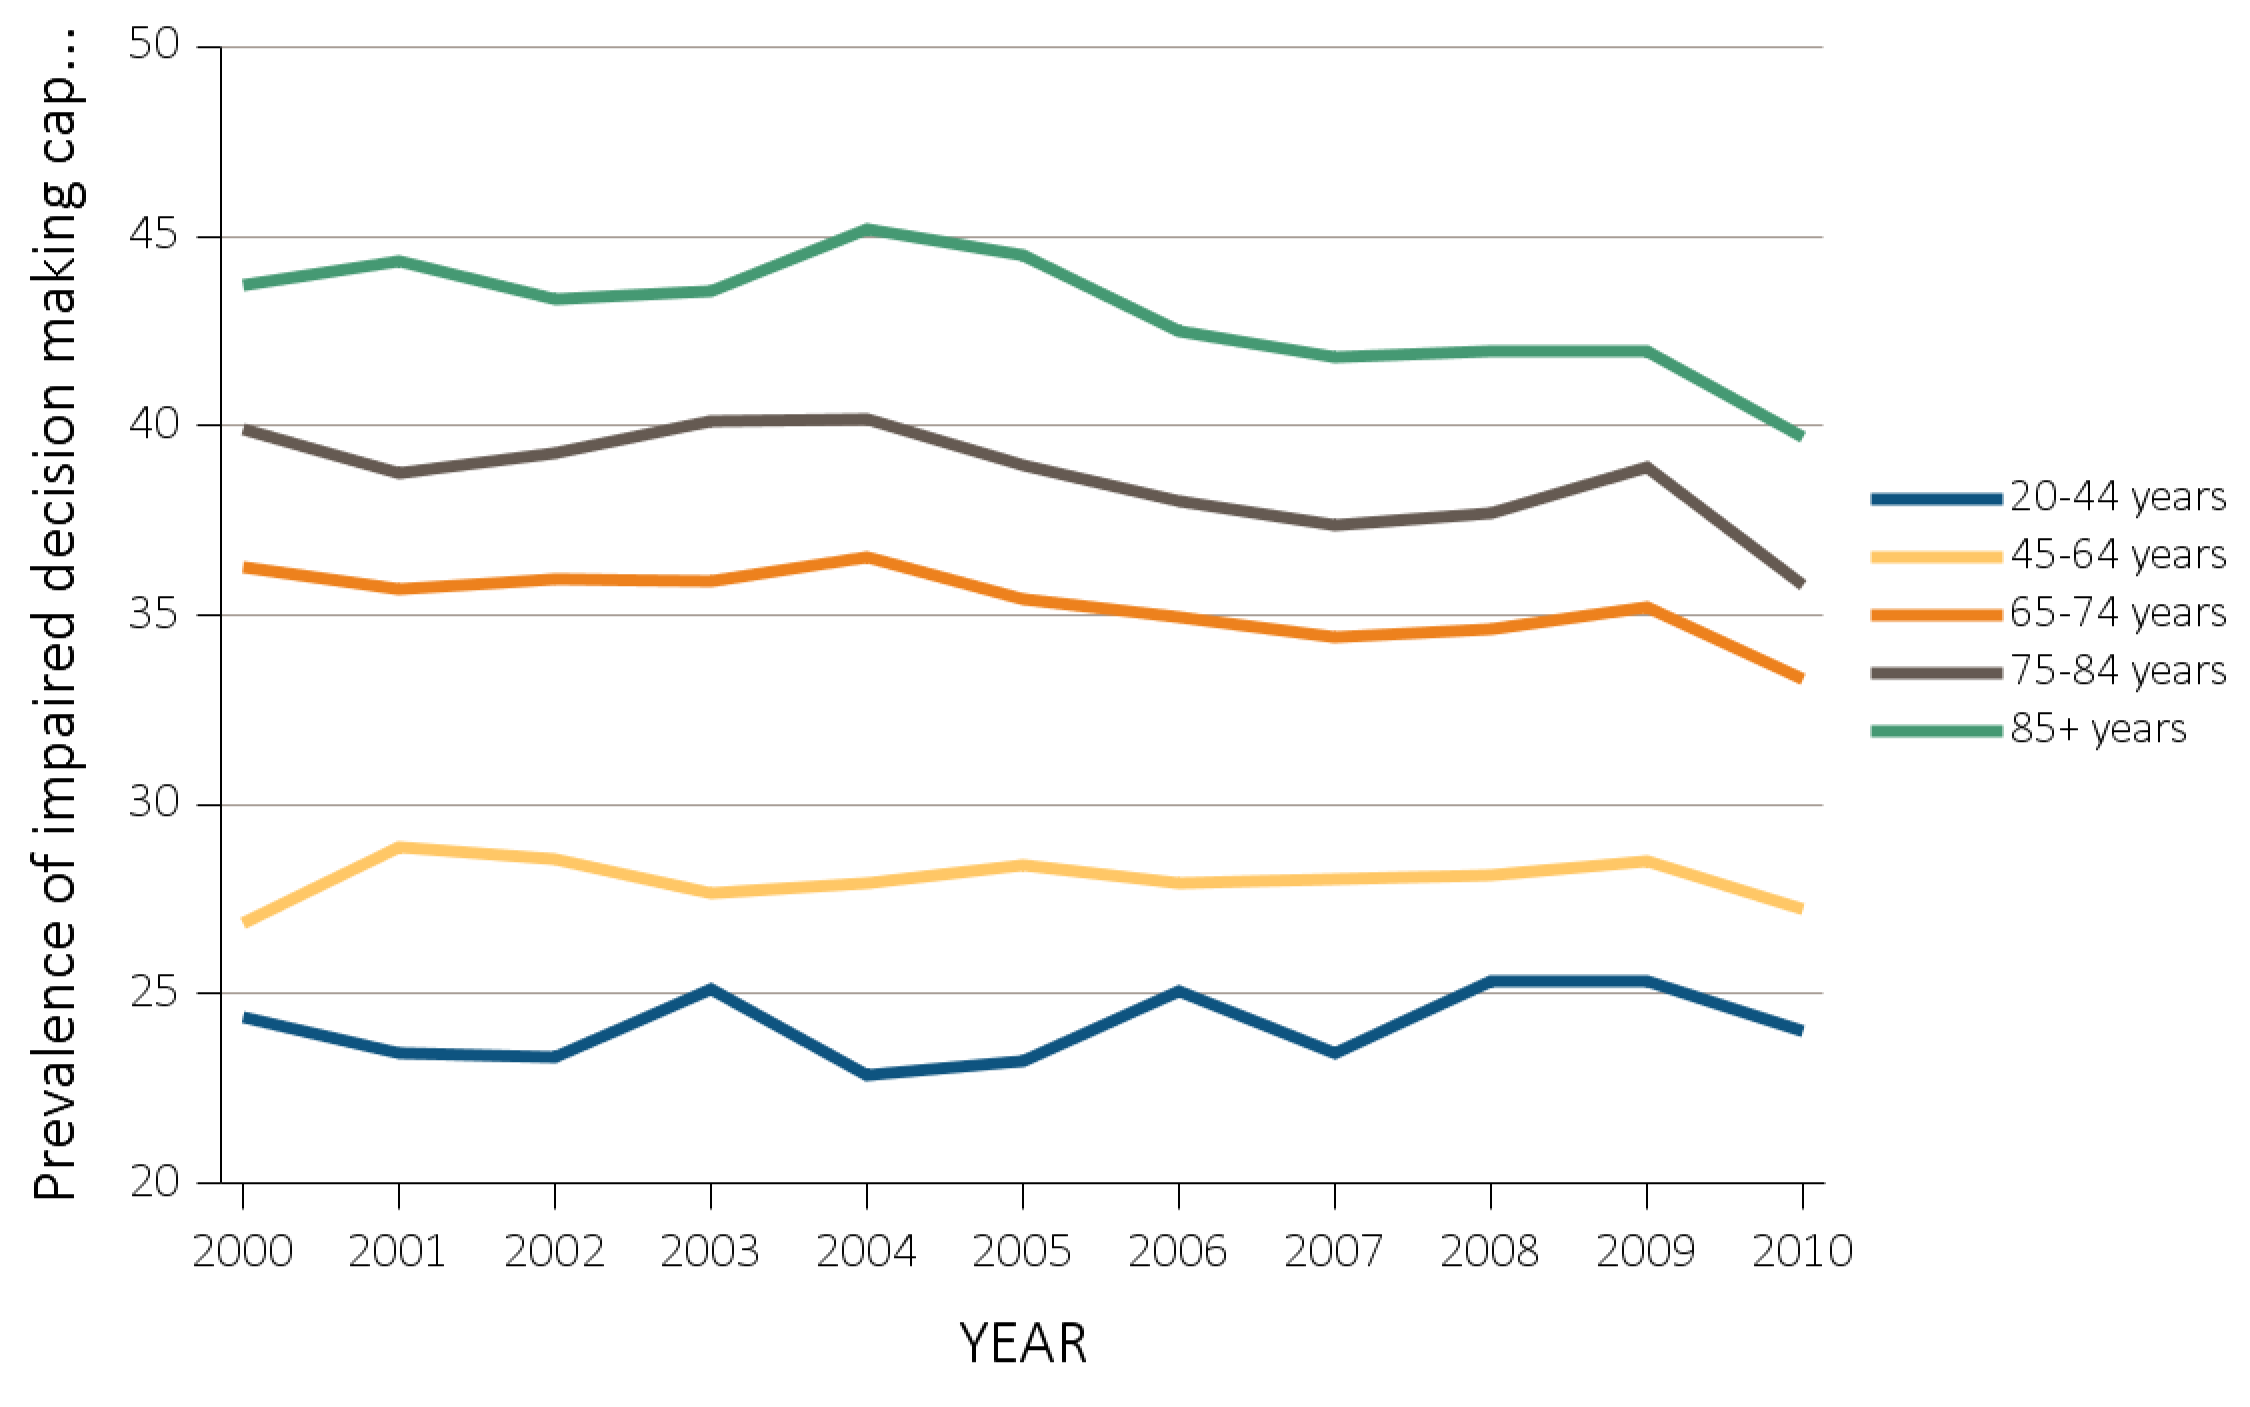 Prevalence of impaired decision making cap...
50
45
40
35
30
25
20
2000 2001 2002 2003 2004 2005 2006 2007 2008 2009 2010
YEAR
20-44 years
45-64 years
65-74 years
75-84 years
85+ years